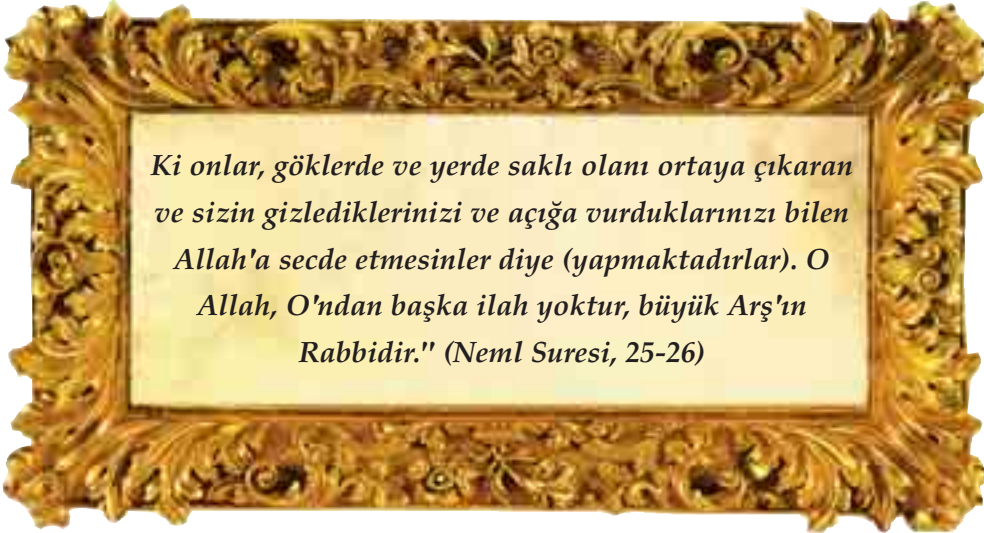 Ki onlar, göklerde ve yerde saklı olanı ortaya çıkaran
ve sizin gizlediklerinizi ve açığa vurduklarınızı bilen
Allah'a secde etmesinler diye (yapmaktadırlar). O
Allah, O'ndan başka ilah yoktur, büyük Arş'ın
Rabbidir." (Neml Suresi, 25-26)